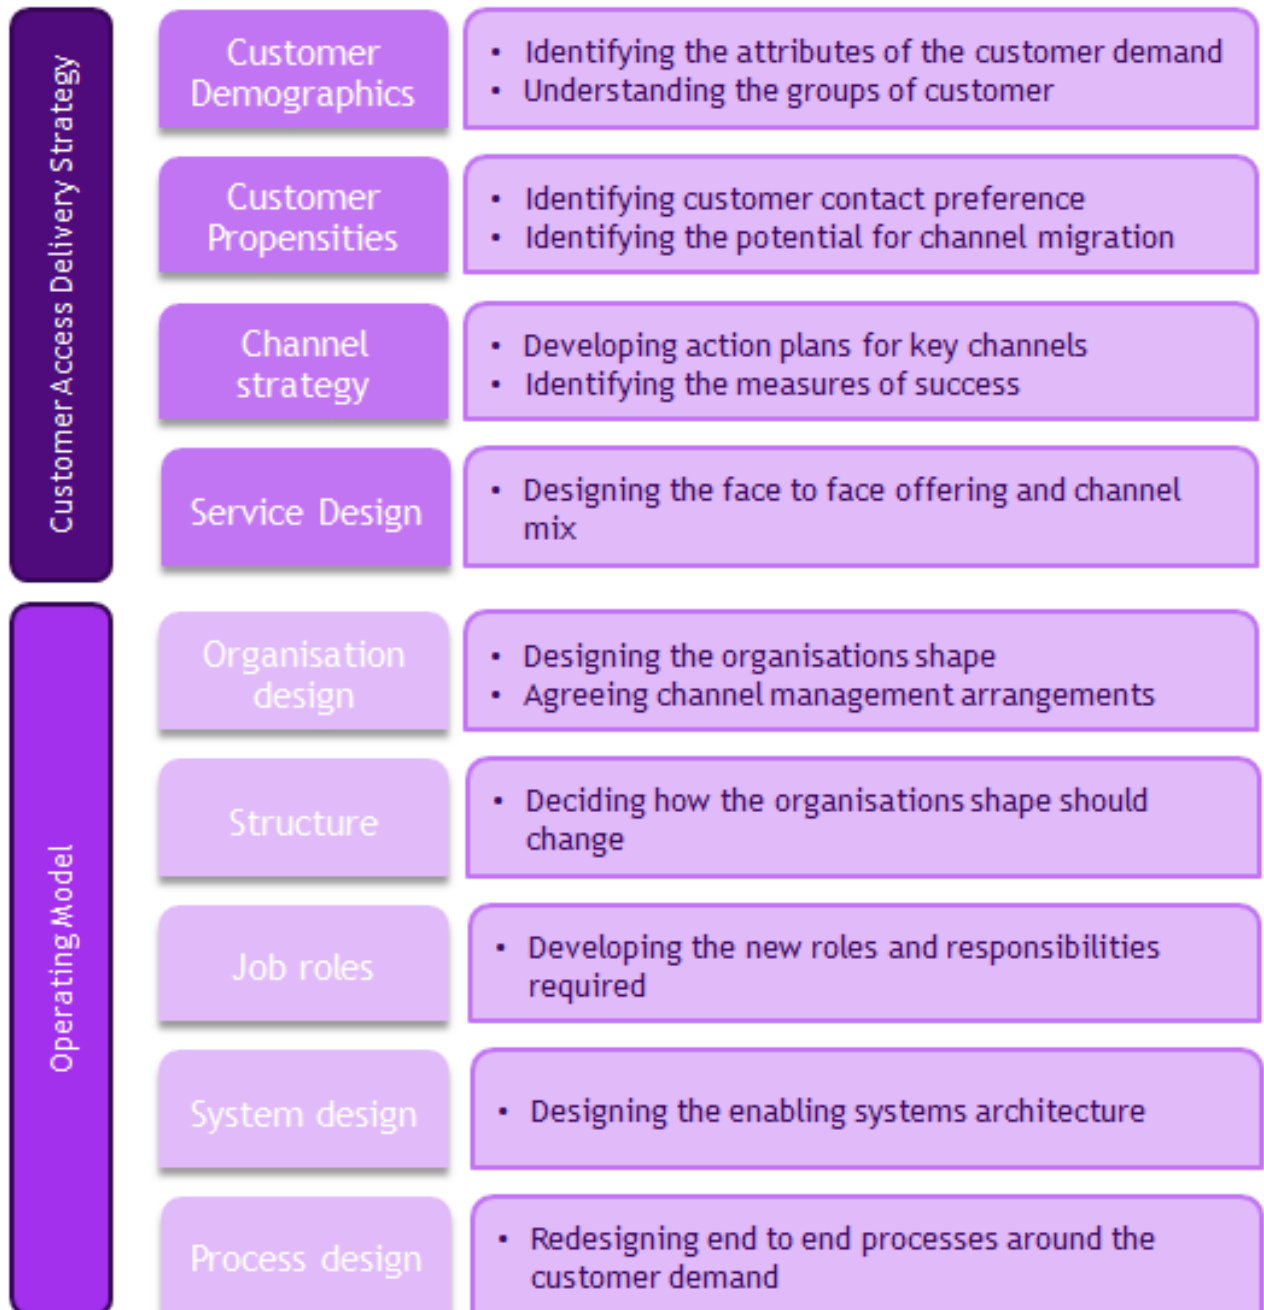 Customer Access Delivery Strategy
Customer
Demographics
• Identifying the attributes of the customer demand
• Understanding the groups of customer
Customer
Propensities
• Identifying customer contact preference
• Identifying the potential for channel migration
Channel
strategy
• Developing action plans for key channels
• Identifying the measures of success
Service Design
• Designing the face to face offering and channel
mix
Operating Model
Organisation
design
• Designing the organisations shape
• Agreeing channel management arrangements
Structure
• Deciding how the organisations shape should
change
Job roles
• Developing the new roles and responsibilities
required
System design
• Designing the enabling systems architecture
Process design
• Redesigning end to end processes around the
customer demand